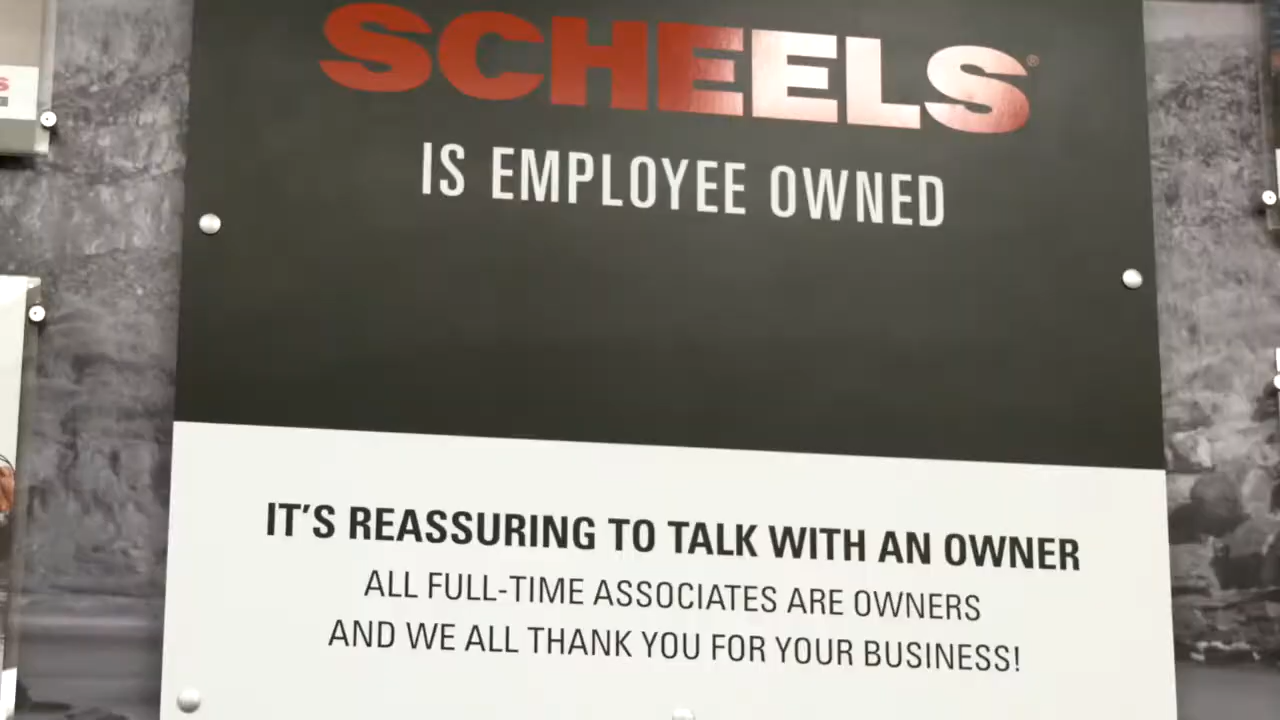 SCHEELS®
IS EMPLOYEE OWNED
IT'S REASSURING TO TALK WITH AN OWNER
ALL FULL-TIME ASSOCIATES ARE OWNERS
AND WE ALL THANK YOU FOR YOUR BUSINESS!